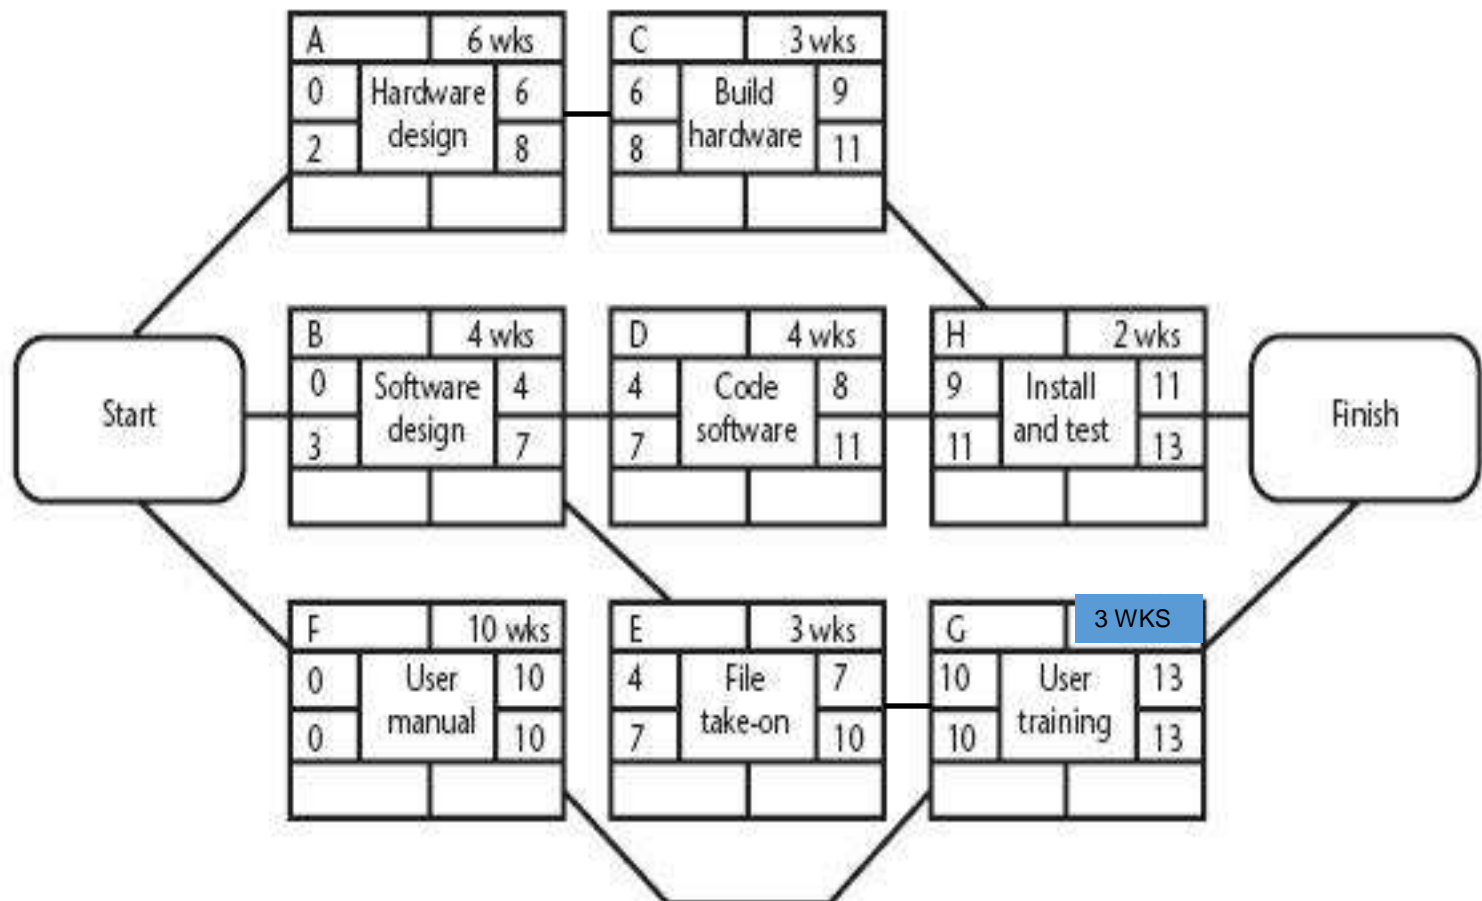 A 6 wks
0 Hardware 6
2 design 8
C 3 wks
6 Build 9
8 hardware 11
Start
B 4 wks
0 Software 4
3 design 7
D 4 wks
4 Code 8
7 software 11
H 2 wks
9 Install 11
11 and test 13
Finish
F 10 wks
0 User 10
0 manual 10
E 3 wks
4 File 7
7 take-on 10
G 3 WKS
10 User 13
10 training 13